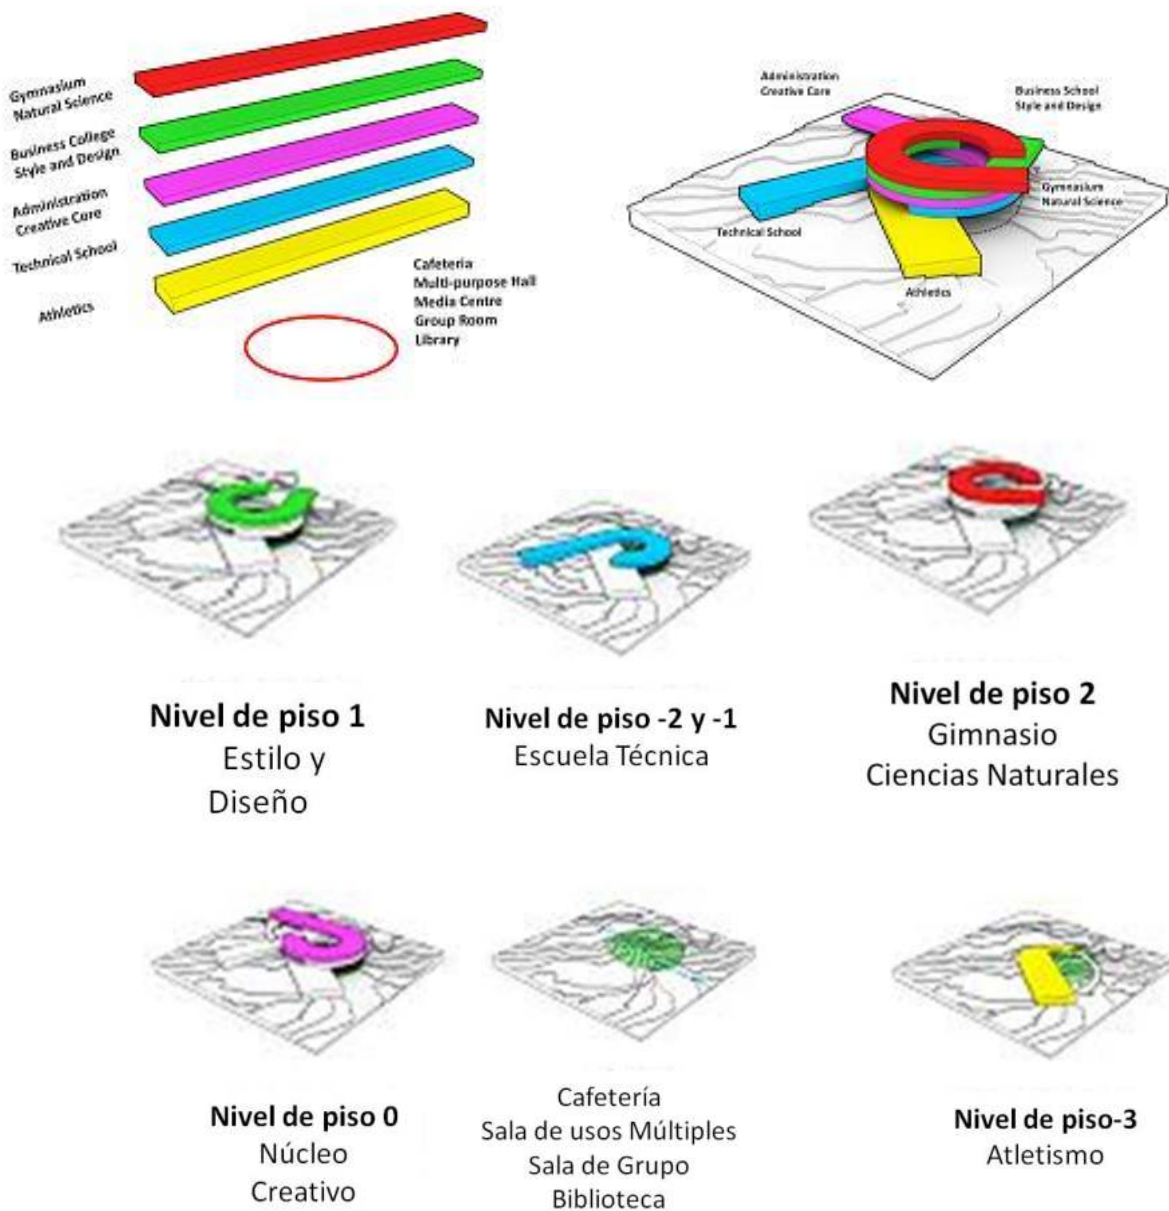 Gymnasium
Natural Science
Business College
Style and Design
Administration
Creative Core
Technical School
Athletics
Cafeteria
Multi-purpose Hall
Media Centre
Group Room
Library
Administration
Creative Core
Business School
Style and Design
Gymnasium
Natural Science
Technical School
Athletics
Nivel de piso 1
Estilo y
Diseño
Nivel de piso -2 y -1
Escuela Técnica
Nivel de piso 2
Gimnasio
Ciencias Naturales
Nivel de piso 0
Núcleo
Creativo
Cafetería
Sala de usos Múltiples
Sala de Grupo
Biblioteca
Nivel de piso-3
Atletismo